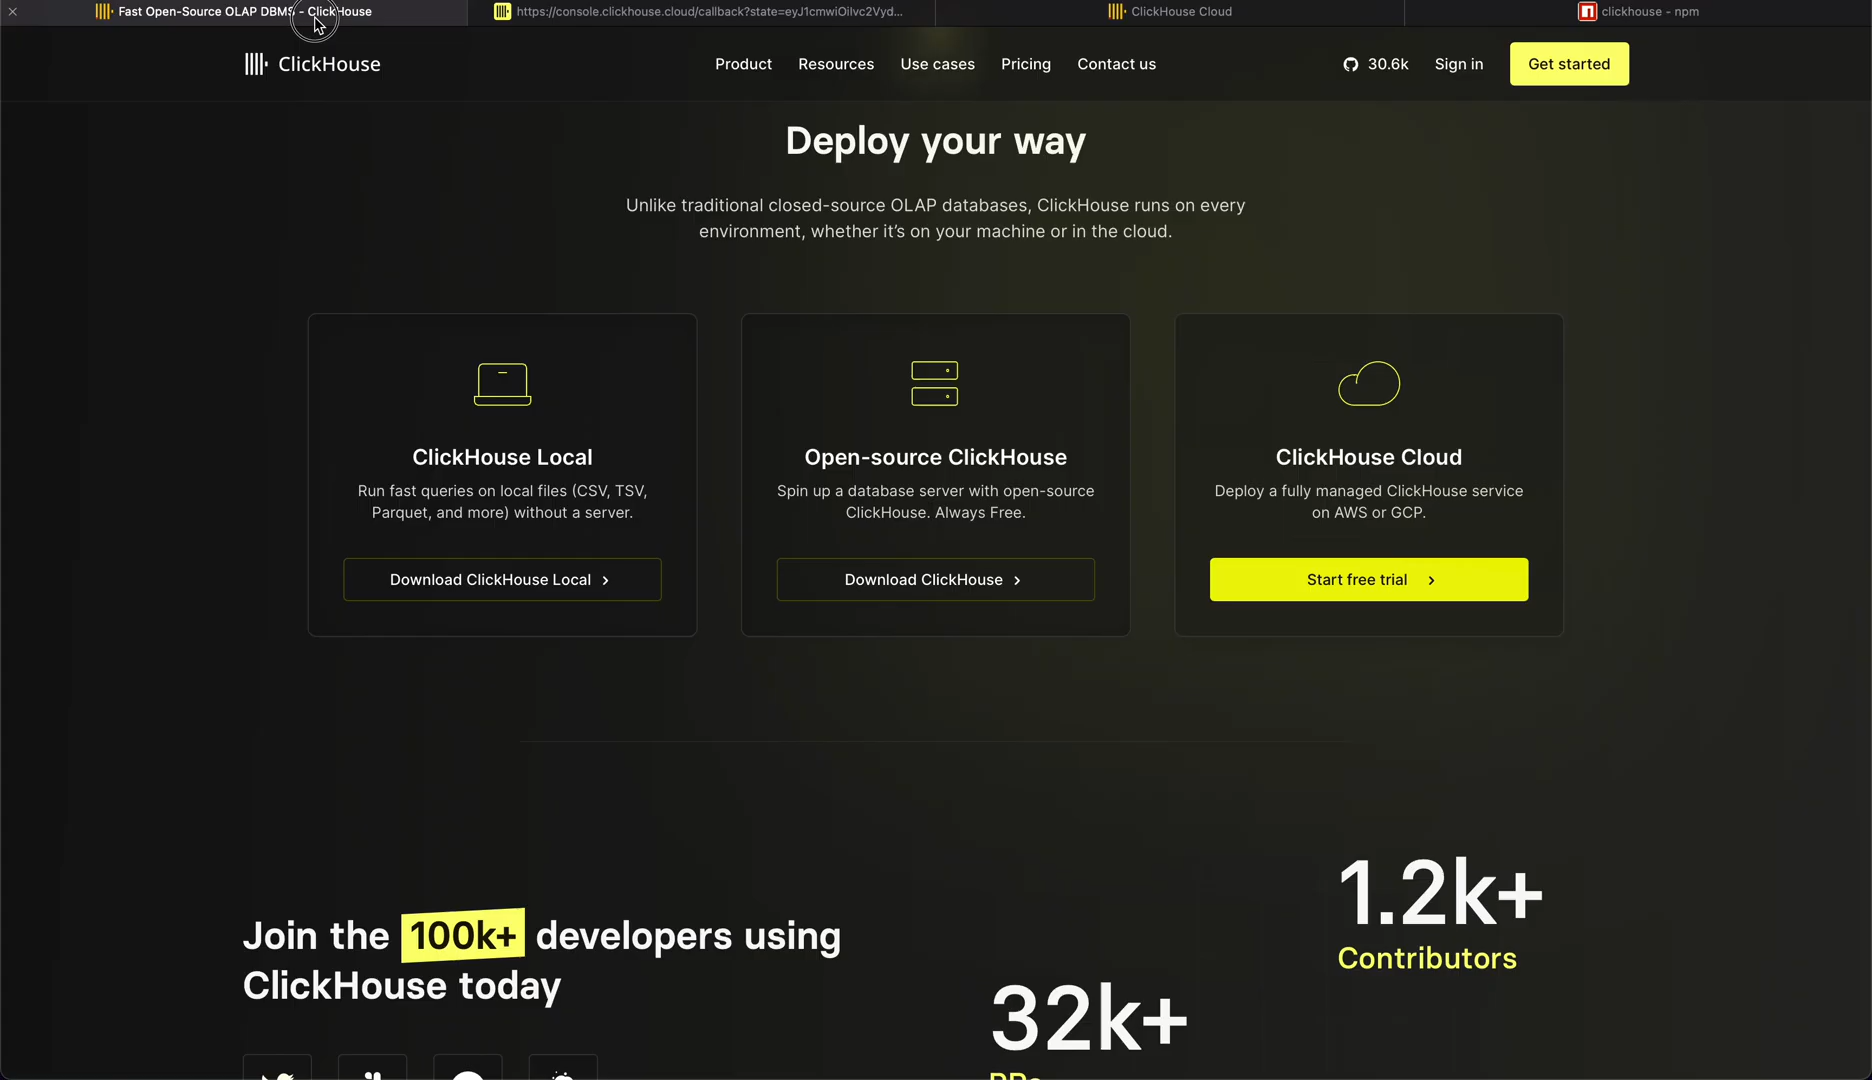 Fast Open-Source OLAP DBMS - ClickHouse
https://console.clickhouse.cloud/callback?state=eyJ1cmwiOiIvc2Vyd...
ClickHouse Cloud
clickhouse - npm
ClickHouse
Product
Resources
Use cases
Pricing
Contact us
30.6k
Sign in
Get started
Deploy your way
Unlike traditional closed-source OLAP databases, ClickHouse runs on every
environment, whether it's on your machine or in the cloud.
ClickHouse Local
Run fast queries on local files (CSV, TSV,
Parquet, and more) without a server.
Download ClickHouse Local
Open-source ClickHouse
Spin up a database server with open-source
ClickHouse. Always Free.
Download ClickHouse
ClickHouse Cloud
Deploy a fully managed ClickHouse service
on AWS or GCP.
Start free trial
Join the 100k+ developers using
ClickHouse today
1.2k+
Contributors
32k+